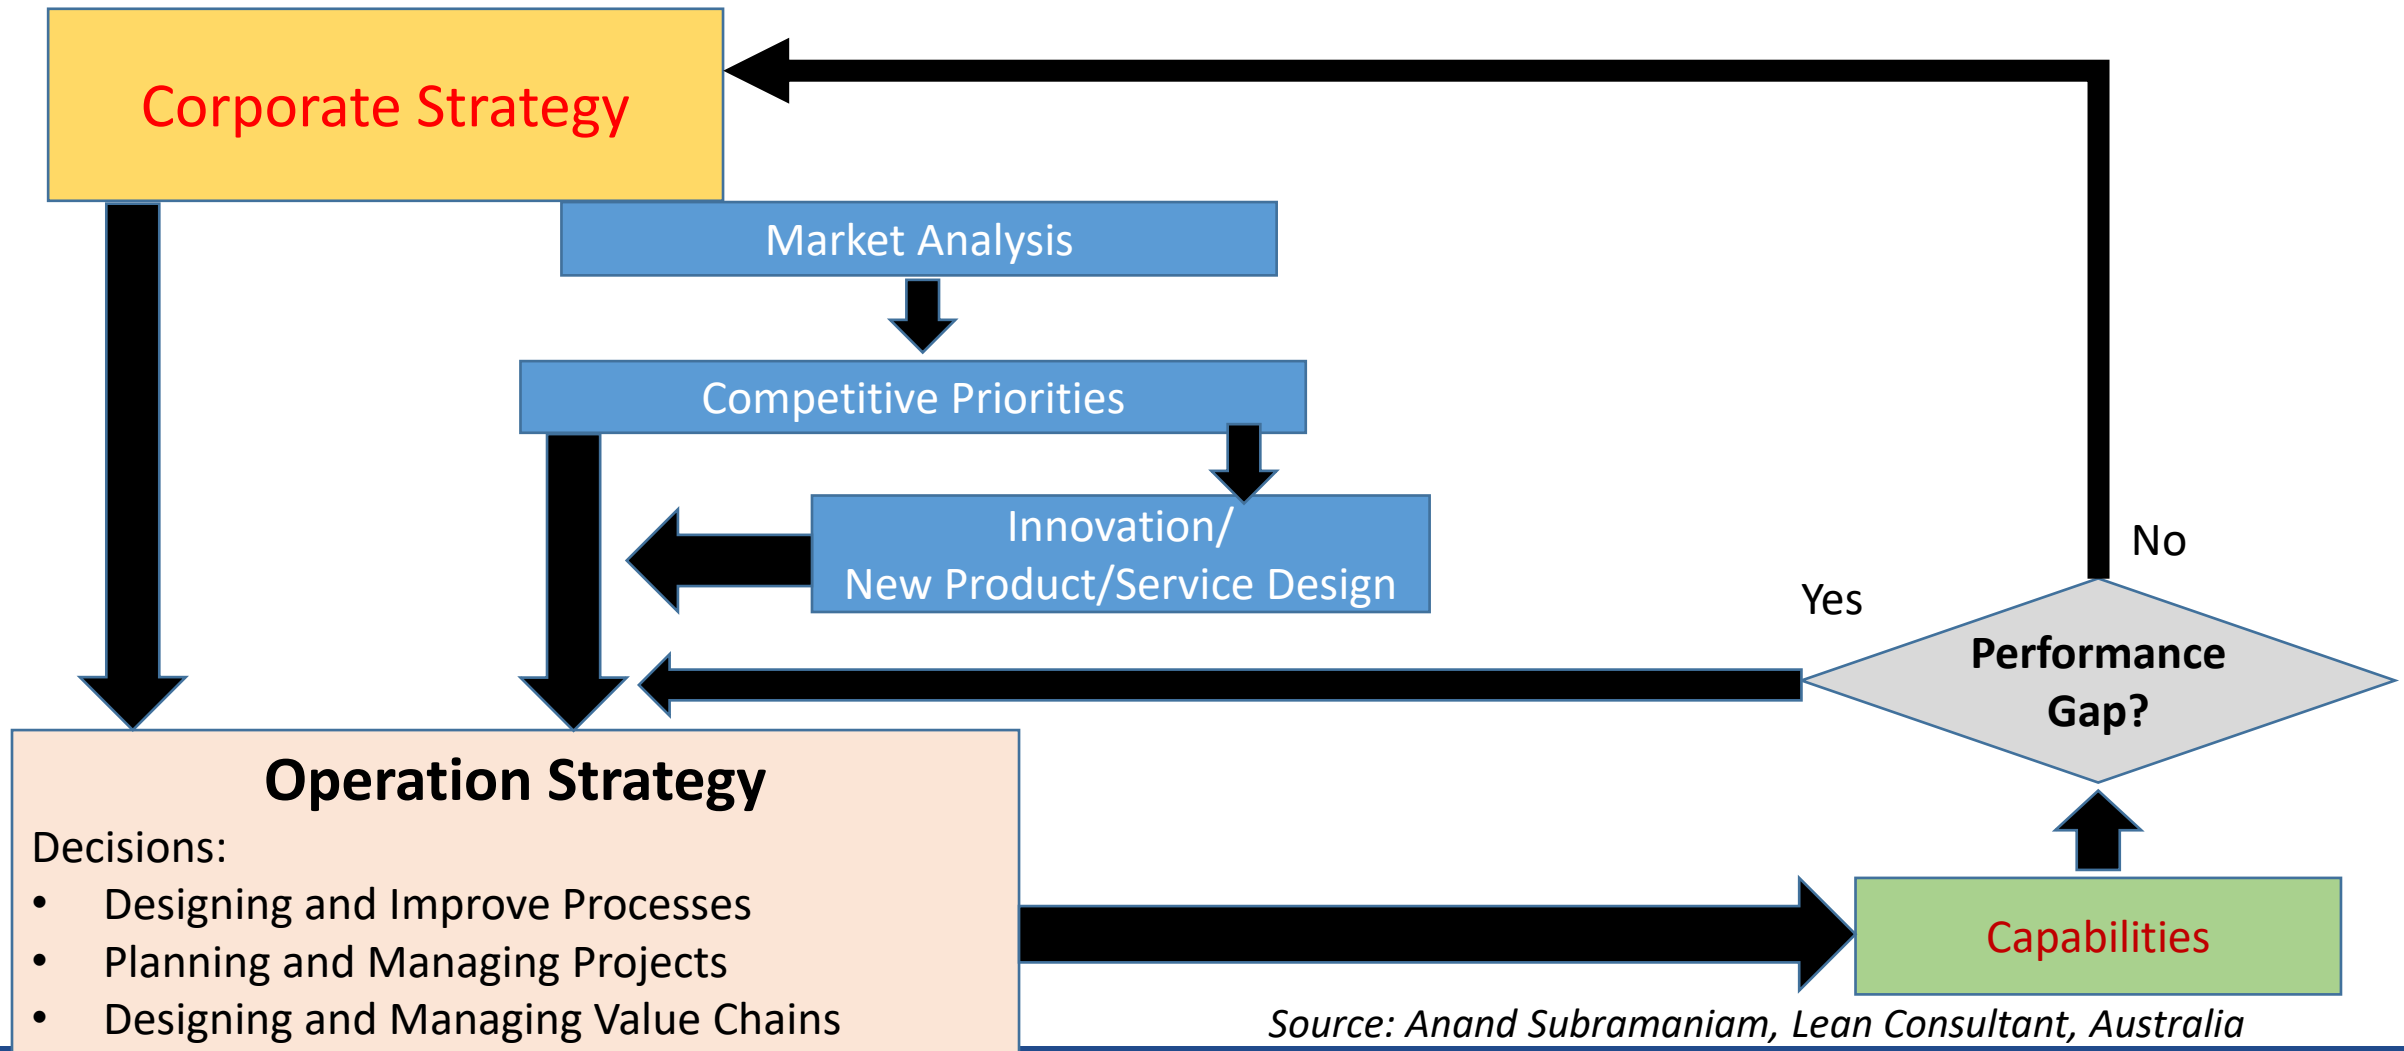 Corporate Strategy
Market Analysis
Competitive Priorities
Innovation/
New Product/Service Design
No
Yes
Performance
Gap?
Operation Strategy
Decisions:
• Designing and Improve Processes
• Planning and Managing Projects
• Designing and Managing Value Chains
Capabilities
Source: Anand Subramaniam, Lean Consultant, Australia